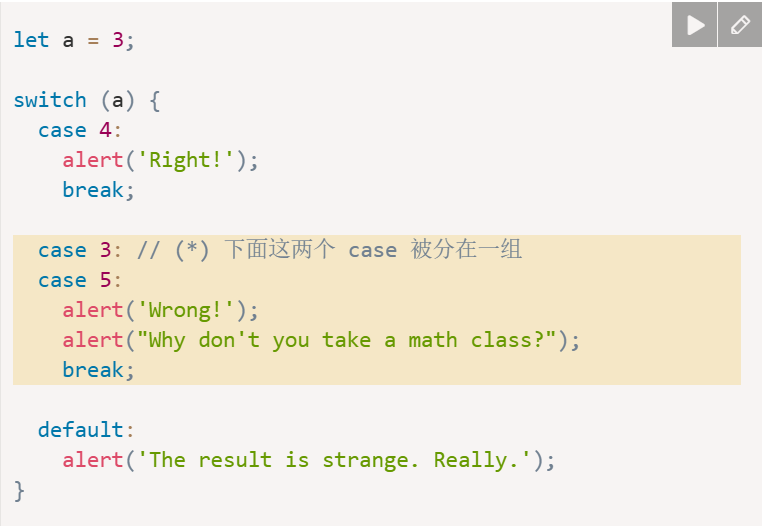 let a = 3;
switch (a) {
case 4:
alert('Right!');
break;
case 3: // (*) 下面这两个 case 被分在一组
case 5:
alert('Wrong!');
alert("Why don't you take a math class?");
break;
default:
alert('The result is strange. Really.');
}